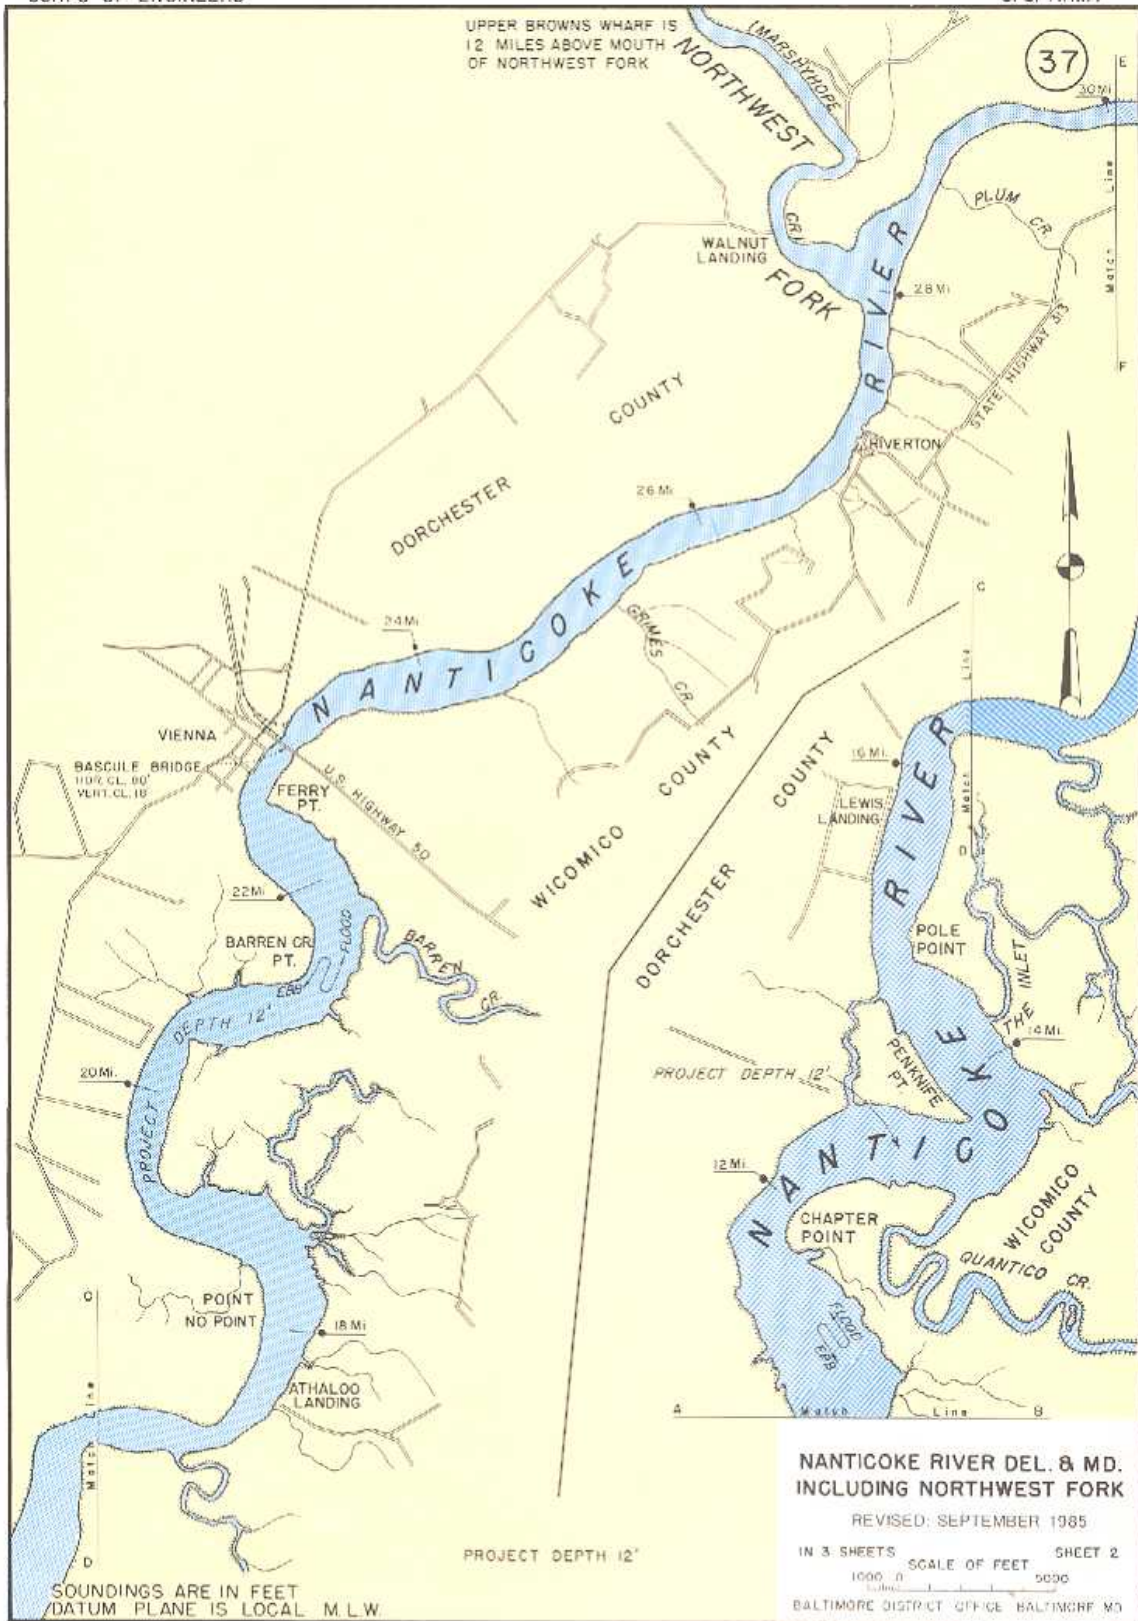 UPPER BROWNS WHARF IS
12 MILES ABOVE MOUTH
OF NORTHWEST FORK
37
E
30 Mi
(MARSHYHOPE
NORTHWEST
Match Line
PLUM
CR.
CR.)
WALNUT
LANDING
FORK
RIVER
28 Mi
F
STATE HIGHWAY 313
COUNTY
RIVERTON
26 Mi
DORCHESTER
NANTICOKE
C
24 Mi
GRIMES
CR.
Match Line
VIENNA
COUNTY
COUNTY
RIVER
16 Mi.
BASCULE BRIDGE
HOR. CL. 80'
VERT. CL. 18'
FERRY
PT.
U.S. HIGHWAY 50
LEWIS
LANDING
D
WICOMICO
DORCHESTER
22 Mi
FLOOD
BARREN
CR.
BARREN CR.
PT.
EBB
POLE
POINT
THE INLET
PROJECT DEPTH 12'
14 Mi.
PENKNIFE
PT.
20 Mi.
PROJECT DEPTH 12'
NANTICOKE
12 Mi.
CHAPTER
POINT
WICOMICO
COUNTY
QUANTICO CR.
POINT
NO POINT
C
18 Mi
FLOOD
EBB
ATHALOO
LANDING
Match Line
A
Match Line
B
D
NANTICOKE RIVER DEL. & MD.
INCLUDING NORTHWEST FORK
REVISED: SEPTEMBER 1985
IN 3 SHEETS
SHEET 2
SCALE OF FEET
1000 0 5000
BALTIMORE DISTRICT OFFICE BALTIMORE MD
PROJECT DEPTH 12'
SOUNDINGS ARE IN FEET
DATUM PLANE IS LOCAL M.L.W.